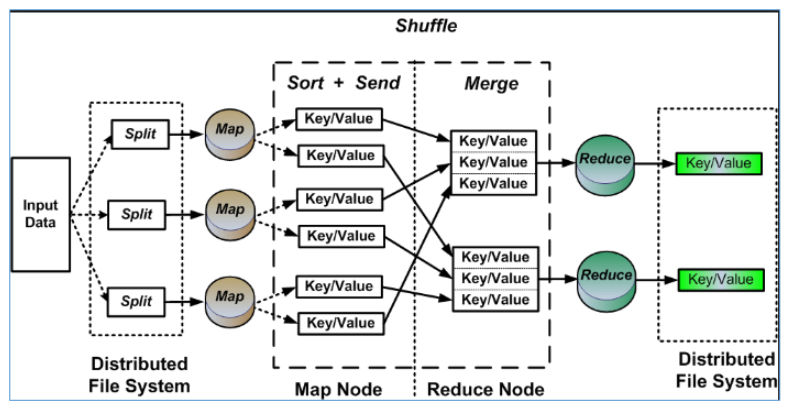 Shuffle
Sort + Send
Merge
Input
Data
Split
Split
Split
Map
Map
Map
Key/Value
Key/Value
Key/Value
Key/Value
Key/Value
Key/Value
Key/Value
Key/Value
Key/Value
Key/Value
Key/Value
Key/Value
Reduce
Reduce
Key/Value
Key/Value
Distributed
File System
Map Node
Reduce Node
Distributed
File System